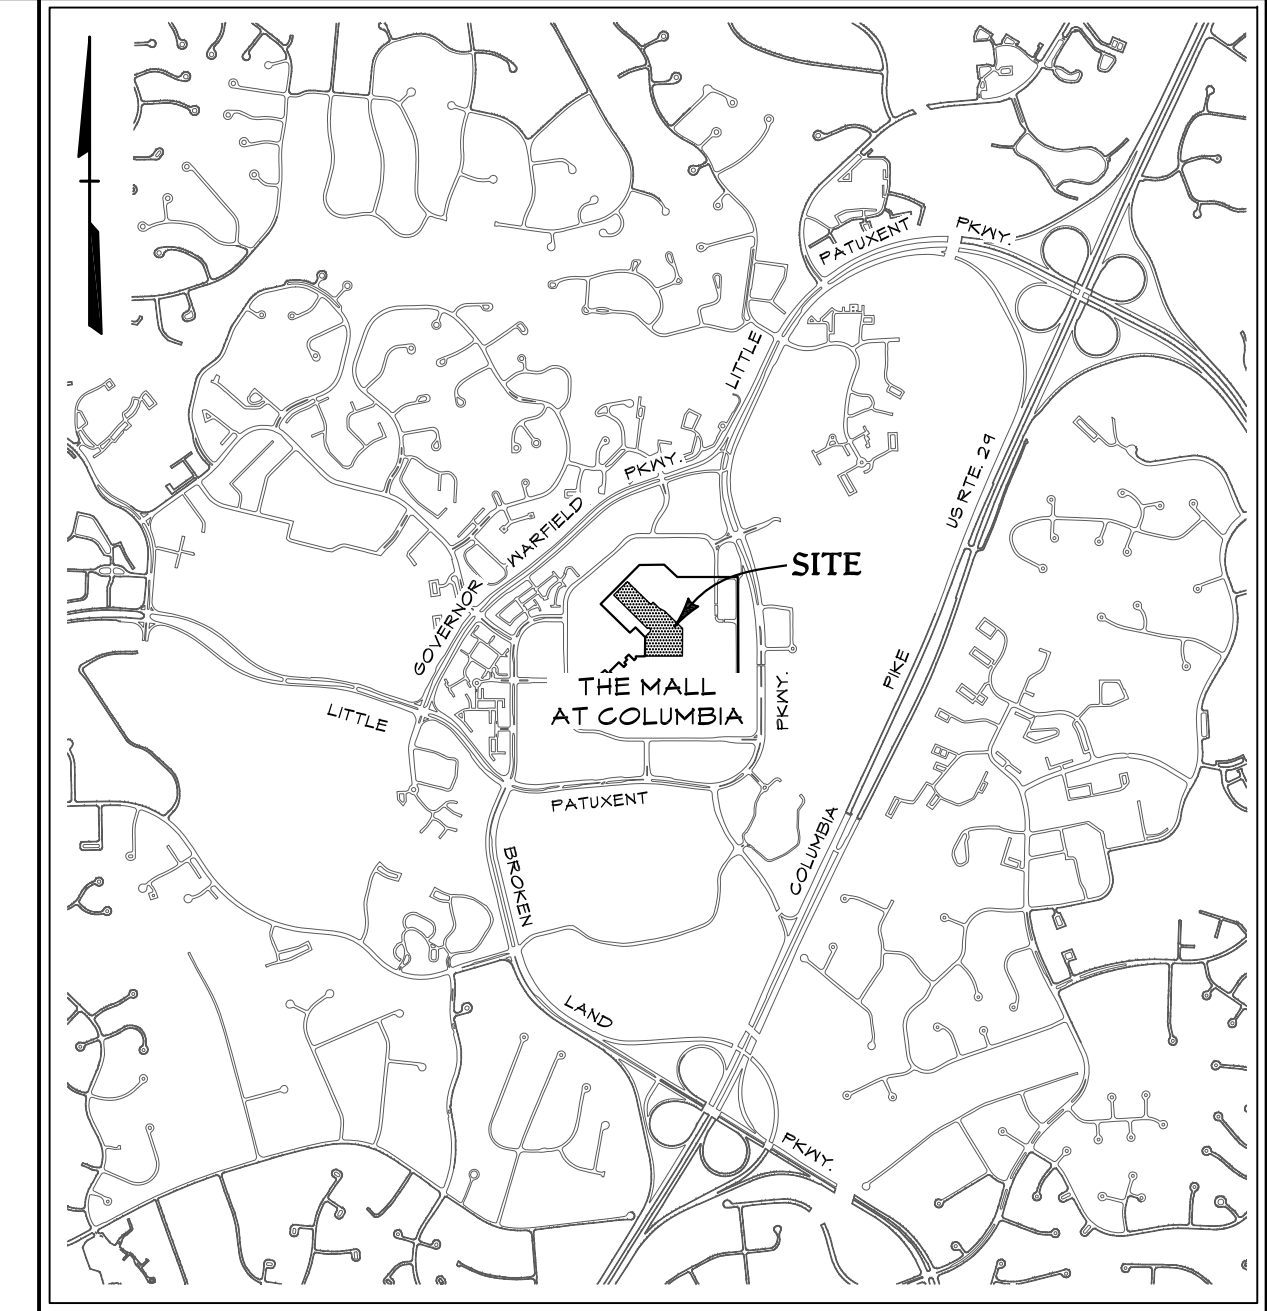 PATUXENT
PKWY.
LITTLE
PKWY.
GOVERNOR WARFIELD
US RTE. 29
SITE
THE MALL
AT COLUMBIA
LITTLE
PKWY.
PIKE
PATUXENT
COLUMBIA
BROKEN
LAND
PKWY.